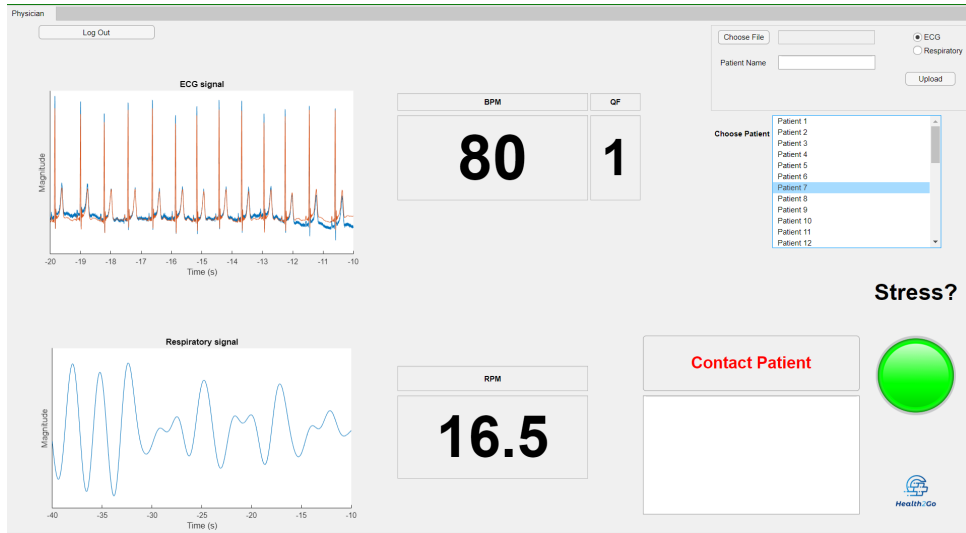 Physician
Log Out
Choose File
ECG
Respiratory
Patient Name
Upload
ECG signal
Magnitude
-20 -19 -18 -17 -16 -15 -14 -13 -12 -11 -10
Time (s)
BPM
QF
80
1
Choose Patient
Patient 1
Patient 2
Patient 3
Patient 4
Patient 5
Patient 6
Patient 7
Patient 8
Patient 9
Patient 10
Patient 11
Patient 12
Stress?
Respiratory signal
Magnitude
-40 -35 -30 -25 -20 -15 -10
Time (s)
RPM
16.5
Contact Patient
Health2Go